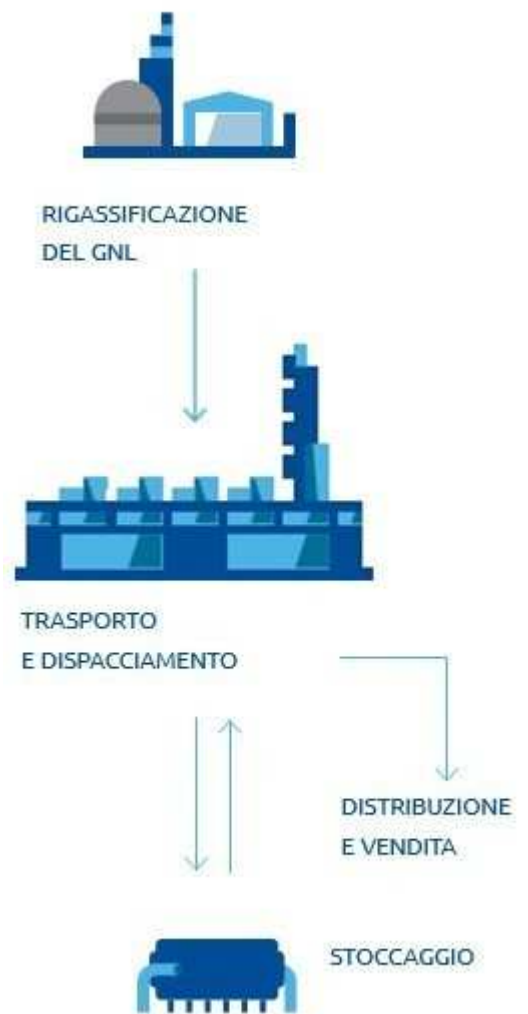 RIGASSIFICAZIONE
DEL GNL
TRASPORTO
E DISPACCIAMENTO
DISTRIBUZIONE
E VENDITA
STOCCAGGIO